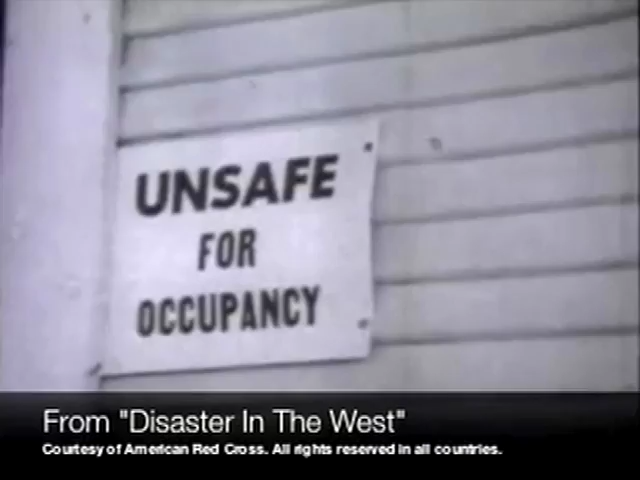 UNSAFE
FOR
OCCUPANCY
From "Disaster In The West"
Courtesy of American Red Cross. All rights reserved in all countries.